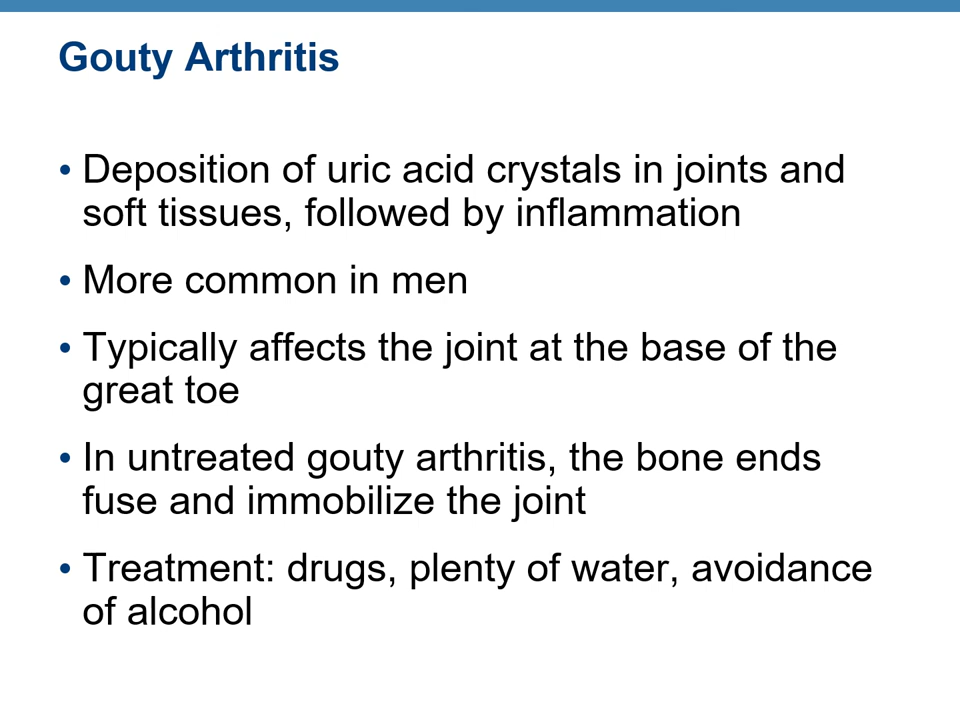 Gouty Arthritis
• Deposition of uric acid crystals in joints and
soft tissues, followed by inflammation
• More common in men
• Typically affects the joint at the base of the
great toe
• In untreated gouty arthritis, the bone ends
fuse and immobilize the joint
• Treatment: drugs, plenty of water, avoidance
of alcohol